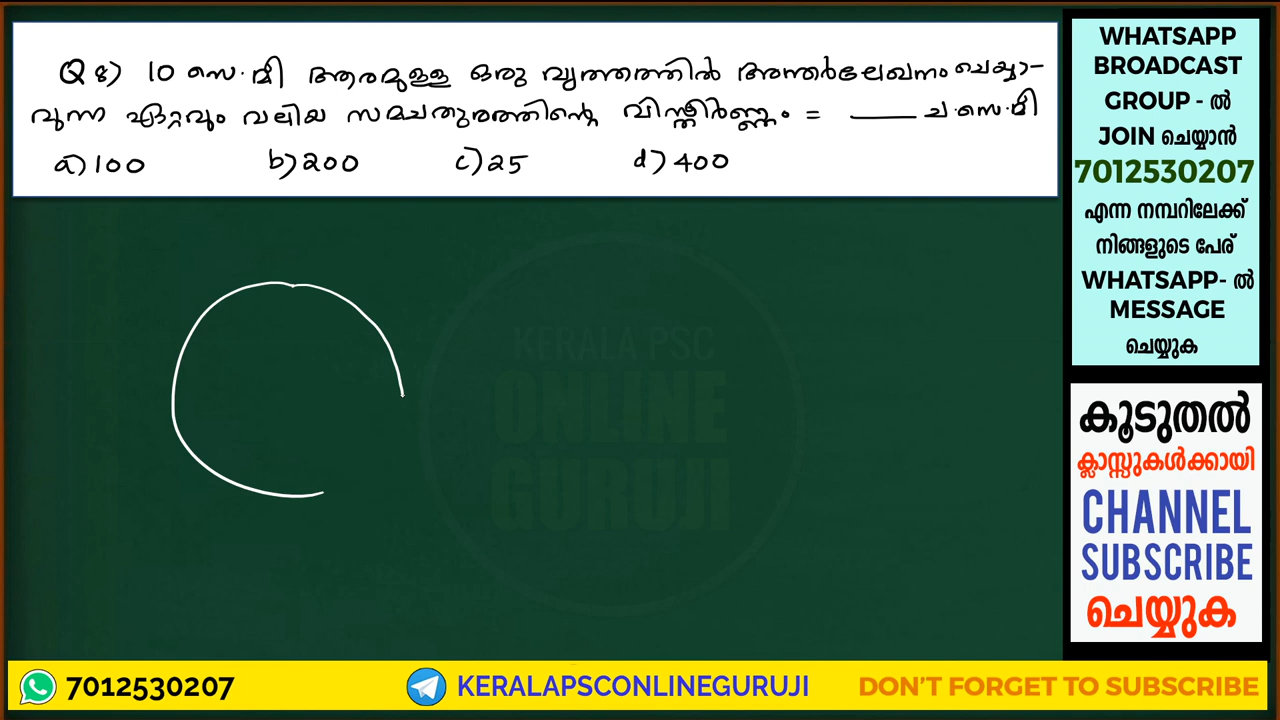 Q 8) 10 സെ.മീ ആരമുള്ള ഒരു വൃത്തത്തിൽ അന്തർലേഖനം ചെയ്യാ-
വുന്ന ഏറ്റവും വലിയ സമചതുരത്തിന്റെ വിസ്തീർണ്ണം = ____ ച.സെ.മീ
a) 100 b) 200 c) 25 d) 400
KERALA PSC
ONLINE
GURUJI
WHATSAPP
BROADCAST
GROUP - ൽ
JOIN ചെയ്യാൻ
7012530207
എന്ന നമ്പറിലേക്ക്
നിങ്ങളുടെ പേര്
WHATSAPP- ൽ
MESSAGE
ചെയ്യുക
കൂടുതൽ
ക്ലാസ്സുകൾക്കായി
CHANNEL
SUBSCRIBE
ചെയ്യുക
7012530207 KERALAPSCONLINEGURUJI DON'T FORGET TO SUBSCRIBE